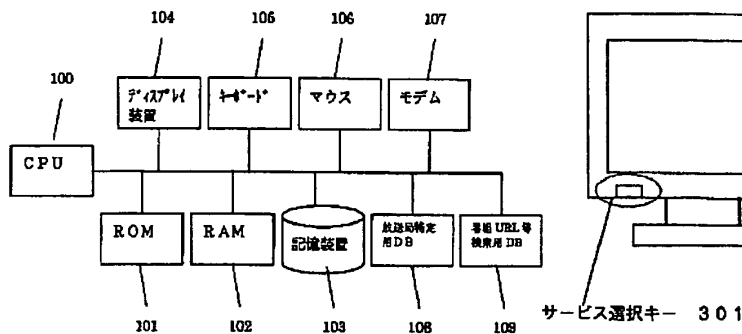 104
105
106
107
100
ディスプレイ
装置
キーボード
マウス
モデム
CPU
ROM
RAM
記憶装置
放送局特定
用DB
番組URL等
検索用DB
101
102
103
108
109
サービス選択キー 301